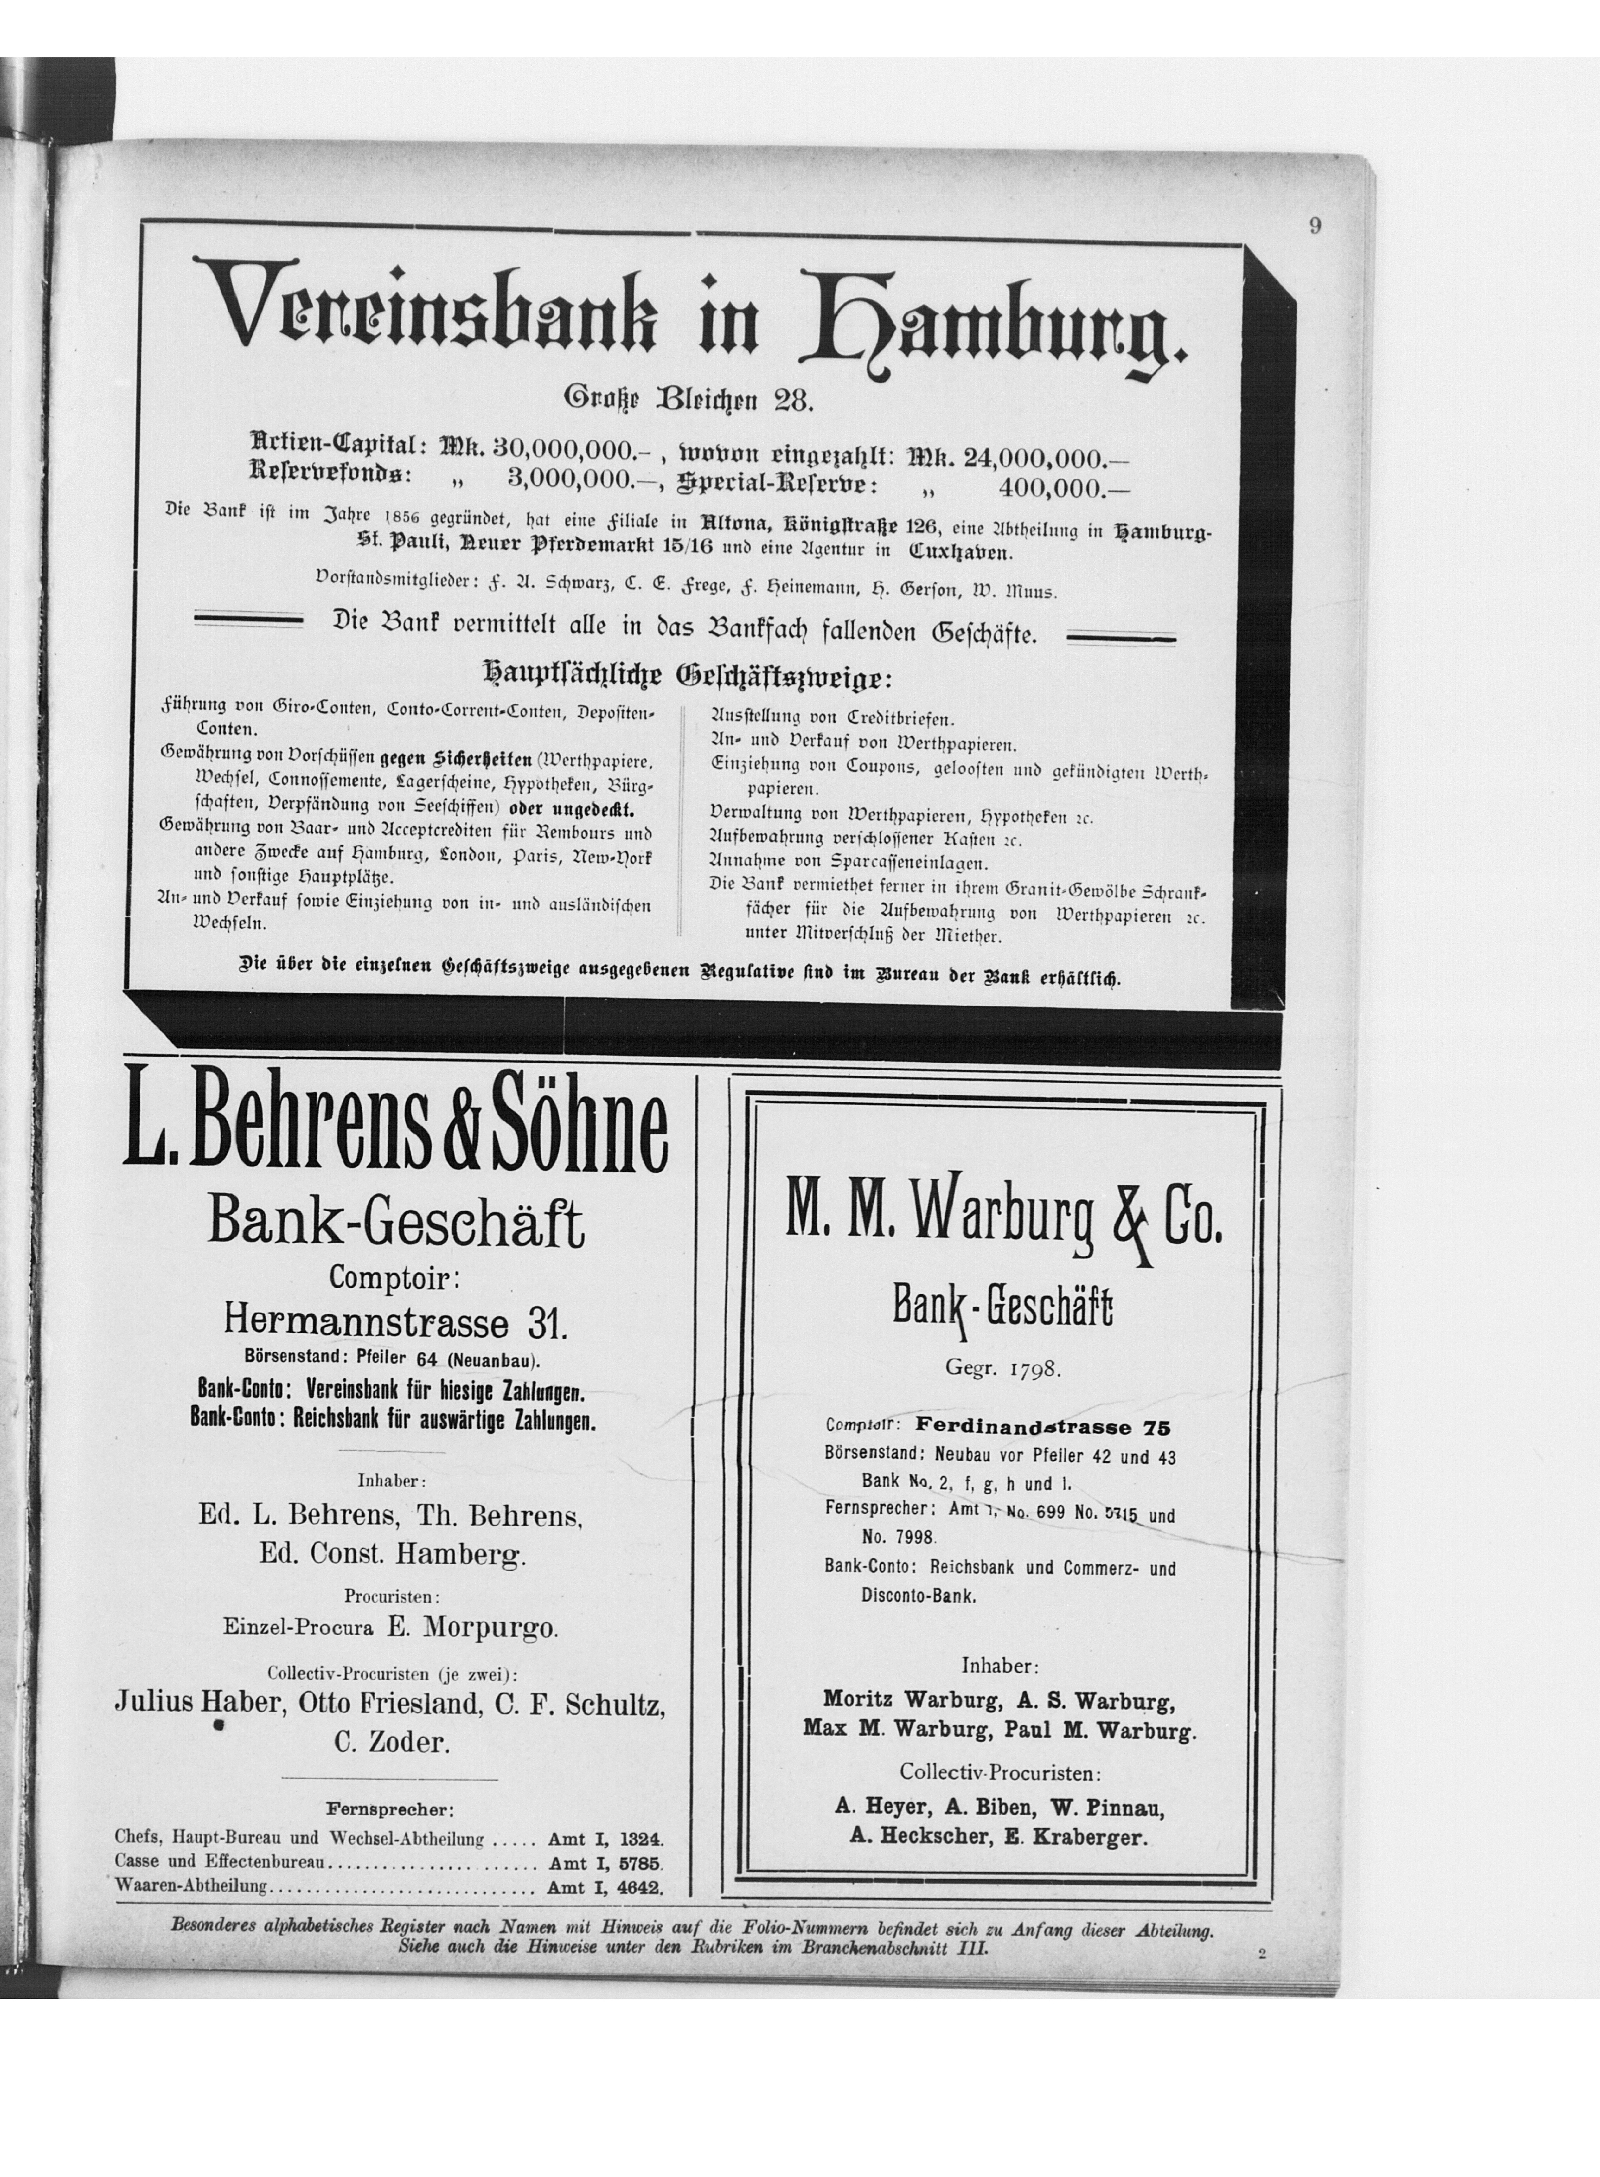 9
Vereinsbank in Hamburg.
Große Bleichen 28.
Actien-Capital: Mk. 30,000,000.–, wovon eingezahlt: Mk. 24,000,000.—
Reservefonds: „ 3,000,000.—, Special-Reserve: „ 400,000.—
Die Bank ist im Jahre 1856 gegründet, hat eine Filiale in Altona, Königstraße 126, eine Abtheilung in Hamburg-
St. Pauli, Neuer Pferdemarkt 15/16 und eine Agentur in Cuxhaven.
Vorstandsmitglieder: F. A. Schwarz, C. E. Frege, F. Heinemann, H. Gerson, W. Muus.
Die Bank vermittelt alle in das Bankfach fallenden Geschäfte.
Hauptsächliche Geschäftszweige:
Führung von Giro-Conten, Conto-Corrent-Conten, Depositen-
Conten.
Gewährung von Vorschüssen gegen Sicherheiten (Werthpapiere,
Wechsel, Connossemente, Lagerscheine, Hypotheken, Bürg-
schaften, Verpfändung von Seeschiffen) oder ungedeckt.
Gewährung von Baar- und Acceptcrediten für Rembours und
andere Zwecke auf Hamburg, London, Paris, New-York
und sonstige Hauptplätze.
An- und Verkauf sowie Einziehung von in- und ausländischen
Wechseln.
Ausstellung von Creditbriefen.
An- und Verkauf von Werthpapieren.
Einziehung von Coupons, geloosten und gekündigten Werth-
papieren.
Verwaltung von Werthpapieren, Hypotheken ꝛc.
Aufbewahrung verschlossener Kasten ꝛc.
Annahme von Sparcasseneinlagen.
Die Bank vermiethet ferner in ihrem Granit-Gewölbe Schrank-
fächer für die Aufbewahrung von Werthpapieren ꝛc.
unter Mitverschluß der Miether.
Die über die einzelnen Geschäftszweige ausgegebenen Regulative sind im Bureau der Bank erhältlich.
L. Behrens & Söhne
Bank-Geschäft
Comptoir:
Hermannstrasse 31.
Börsenstand: Pfeiler 64 (Neuanbau).
Bank-Conto: Vereinsbank für hiesige Zahlungen.
Bank-Conto: Reichsbank für auswärtige Zahlungen.
Inhaber:
Ed. L. Behrens, Th. Behrens,
Ed. Const. Hamberg.
Procuristen:
Einzel-Procura E. Morpurgo.
Collectiv-Procuristen (je zwei):
Julius Haber, Otto Friesland, C. F. Schultz,
C. Zoder.
Fernsprecher:
Chefs, Haupt-Bureau und Wechsel-Abtheilung ..... Amt I, 1324.
Casse und Effectenbureau....................... Amt I, 5785.
Waaren-Abtheilung............................. Amt I, 4642.
M. M. Warburg & Co.
Bank-Geschäft
Gegr. 1798.
Comptoir: Ferdinandstrasse 75
Börsenstand: Neubau vor Pfeiler 42 und 43
Bank No. 2, f, g, h und l.
Fernsprecher: Amt 1, No. 699 No. 5715 und
No. 7998.
Bank-Conto: Reichsbank und Commerz- und
Disconto-Bank.
Inhaber:
Moritz Warburg, A. S. Warburg,
Max M. Warburg, Paul M. Warburg.
Collectiv-Procuristen:
A. Heyer, A. Biben, W. Pinnau,
A. Heckscher, E. Kraberger.
Besonderes alphabetisches Register nach Namen mit Hinweis auf die Folio-Nummern befindet sich zu Anfang dieser Abteilung.
Siehe auch die Hinweise unter den Rubriken im Branchenabschnitt III.
2